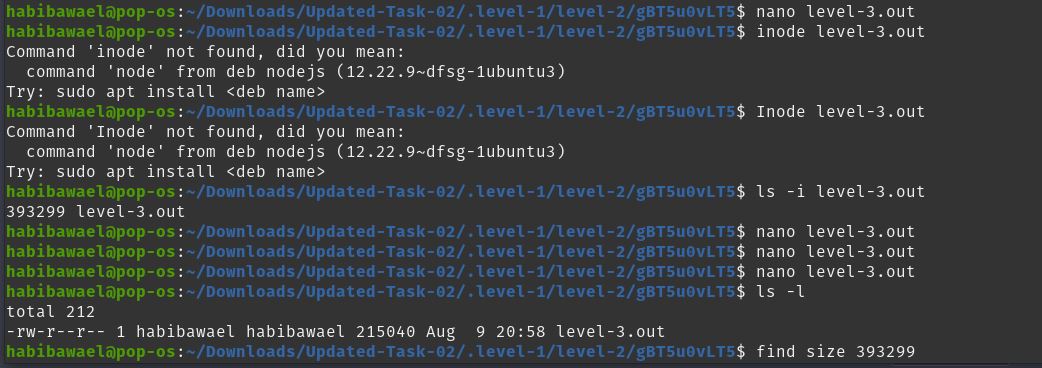 habibawael@pop-os:~/Downloads/Updated-Task-02/.level-1/level-2/gBT5u0vLT5$ nano level-3.out
habibawael@pop-os:~/Downloads/Updated-Task-02/.level-1/level-2/gBT5u0vLT5$ inode level-3.out
Command 'inode' not found, did you mean:
  command 'node' from deb nodejs (12.22.9~dfsg-1ubuntu3)
Try: sudo apt install <deb name>
habibawael@pop-os:~/Downloads/Updated-Task-02/.level-1/level-2/gBT5u0vLT5$ Inode level-3.out
Command 'Inode' not found, did you mean:
  command 'node' from deb nodejs (12.22.9~dfsg-1ubuntu3)
Try: sudo apt install <deb name>
habibawael@pop-os:~/Downloads/Updated-Task-02/.level-1/level-2/gBT5u0vLT5$ ls -i level-3.out
393299 level-3.out
habibawael@pop-os:~/Downloads/Updated-Task-02/.level-1/level-2/gBT5u0vLT5$ nano level-3.out
habibawael@pop-os:~/Downloads/Updated-Task-02/.level-1/level-2/gBT5u0vLT5$ nano level-3.out
habibawael@pop-os:~/Downloads/Updated-Task-02/.level-1/level-2/gBT5u0vLT5$ nano level-3.out
habibawael@pop-os:~/Downloads/Updated-Task-02/.level-1/level-2/gBT5u0vLT5$ ls -l
total 212
-rw-r--r-- 1 habibawael habibawael 215040 Aug  9 20:58 level-3.out
habibawael@pop-os:~/Downloads/Updated-Task-02/.level-1/level-2/gBT5u0vLT5$ find size 393299